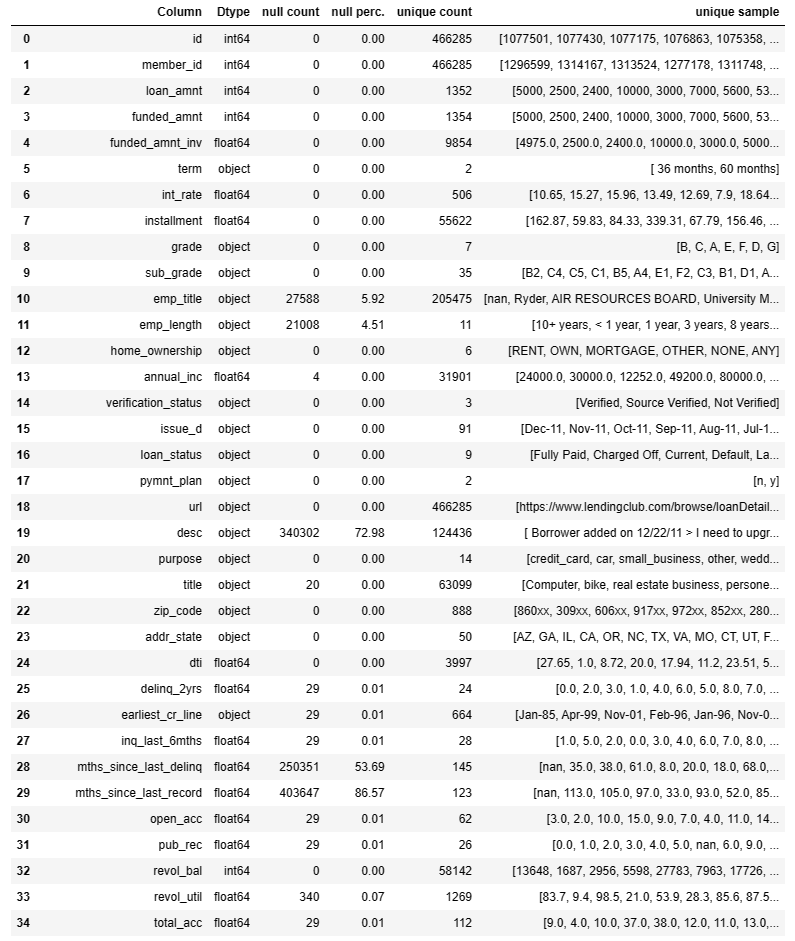 Column Dtype null count null perc. unique count unique sample
0 id int64 0 0.00 466285 [1077501, 1077430, 1077175, 1076863, 1075358, ...
1 member_id int64 0 0.00 466285 [1296599, 1314167, 1313524, 1277178, 1311748, ...
2 loan_amnt int64 0 0.00 1352 [5000, 2500, 2400, 10000, 3000, 7000, 5600, 53...
3 funded_amnt int64 0 0.00 1354 [5000, 2500, 2400, 10000, 3000, 7000, 5600, 53...
4 funded_amnt_inv float64 0 0.00 9854 [4975.0, 2500.0, 2400.0, 10000.0, 3000.0, 5000...
5 term object 0 0.00 2 [ 36 months, 60 months]
6 int_rate float64 0 0.00 506 [10.65, 15.27, 15.96, 13.49, 12.69, 7.9, 18.64...
7 installment float64 0 0.00 55622 [162.87, 59.83, 84.33, 339.31, 67.79, 156.46, ...
8 grade object 0 0.00 7 [B, C, A, E, F, D, G]
9 sub_grade object 0 0.00 35 [B2, C4, C5, C1, B5, A4, E1, F2, C3, B1, D1, A...
10 emp_title object 27588 5.92 205475 [nan, Ryder, AIR RESOURCES BOARD, University M...
11 emp_length object 21008 4.51 11 [10+ years, < 1 year, 1 year, 3 years, 8 years...
12 home_ownership object 0 0.00 6 [RENT, OWN, MORTGAGE, OTHER, NONE, ANY]
13 annual_inc float64 4 0.00 31901 [24000.0, 30000.0, 12252.0, 49200.0, 80000.0, ...
14 verification_status object 0 0.00 3 [Verified, Source Verified, Not Verified]
15 issue_d object 0 0.00 91 [Dec-11, Nov-11, Oct-11, Sep-11, Aug-11, Jul-1...
16 loan_status object 0 0.00 9 [Fully Paid, Charged Off, Current, Default, La...
17 pymnt_plan object 0 0.00 2 [n, y]
18 url object 0 0.00 466285 [https://www.lendingclub.com/browse/loanDetail...
19 desc object 340302 72.98 124436 [ Borrower added on 12/22/11 > I need to upgr...
20 purpose object 0 0.00 14 [credit_card, car, small_business, other, wedd...
21 title object 20 0.00 63099 [Computer, bike, real estate business, persone...
22 zip_code object 0 0.00 888 [860xx, 309xx, 606xx, 917xx, 972xx, 852xx, 280...
23 addr_state object 0 0.00 50 [AZ, GA, IL, CA, OR, NC, TX, VA, MO, CT, UT, F...
24 dti float64 0 0.00 3997 [27.65, 1.0, 8.72, 20.0, 17.94, 11.2, 23.51, 5...
25 delinq_2yrs float64 29 0.01 24 [0.0, 2.0, 3.0, 1.0, 4.0, 6.0, 5.0, 8.0, 7.0, ...
26 earliest_cr_line object 29 0.01 664 [Jan-85, Apr-99, Nov-01, Feb-96, Jan-96, Nov-0...
27 inq_last_6mths float64 29 0.01 28 [1.0, 5.0, 2.0, 0.0, 3.0, 4.0, 6.0, 7.0, 8.0, ...
28 mths_since_last_delinq float64 250351 53.69 145 [nan, 35.0, 38.0, 61.0, 8.0, 20.0, 18.0, 68.0,...
29 mths_since_last_record float64 403647 86.57 123 [nan, 113.0, 105.0, 97.0, 33.0, 93.0, 52.0, 85...
30 open_acc float64 29 0.01 62 [3.0, 2.0, 10.0, 15.0, 9.0, 7.0, 4.0, 11.0, 14...
31 pub_rec float64 29 0.01 26 [0.0, 1.0, 2.0, 3.0, 4.0, 5.0, nan, 6.0, 9.0, ...
32 revol_bal int64 0 0.00 58142 [13648, 1687, 2956, 5598, 27783, 7963, 17726, ...
33 revol_util float64 340 0.07 1269 [83.7, 9.4, 98.5, 21.0, 53.9, 28.3, 85.6, 87.5...
34 total_acc float64 29 0.01 112 [9.0, 4.0, 10.0, 37.0, 38.0, 12.0, 11.0, 13.0,...